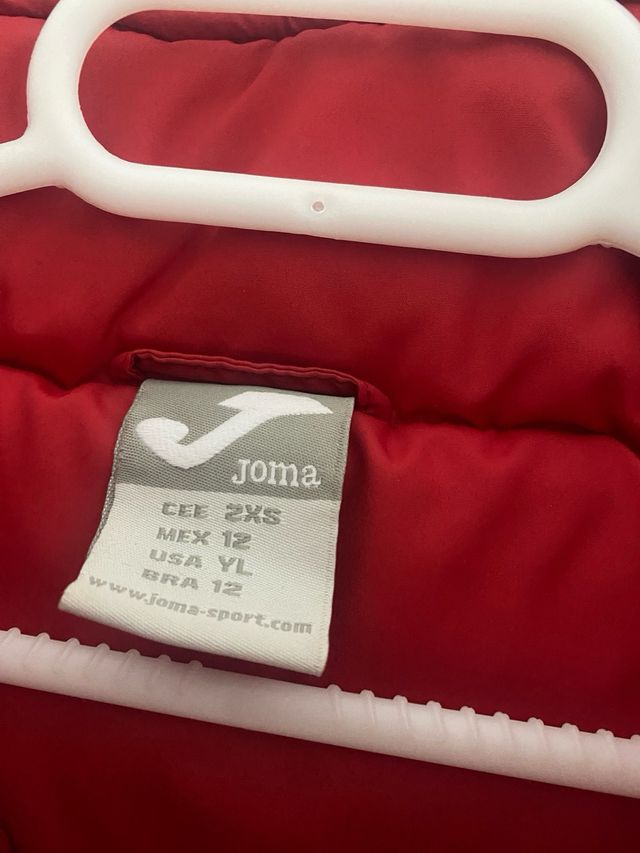 Joma
CEE 2XS
MEX 12
USA YL
BRA 12
www.joma-sport.com